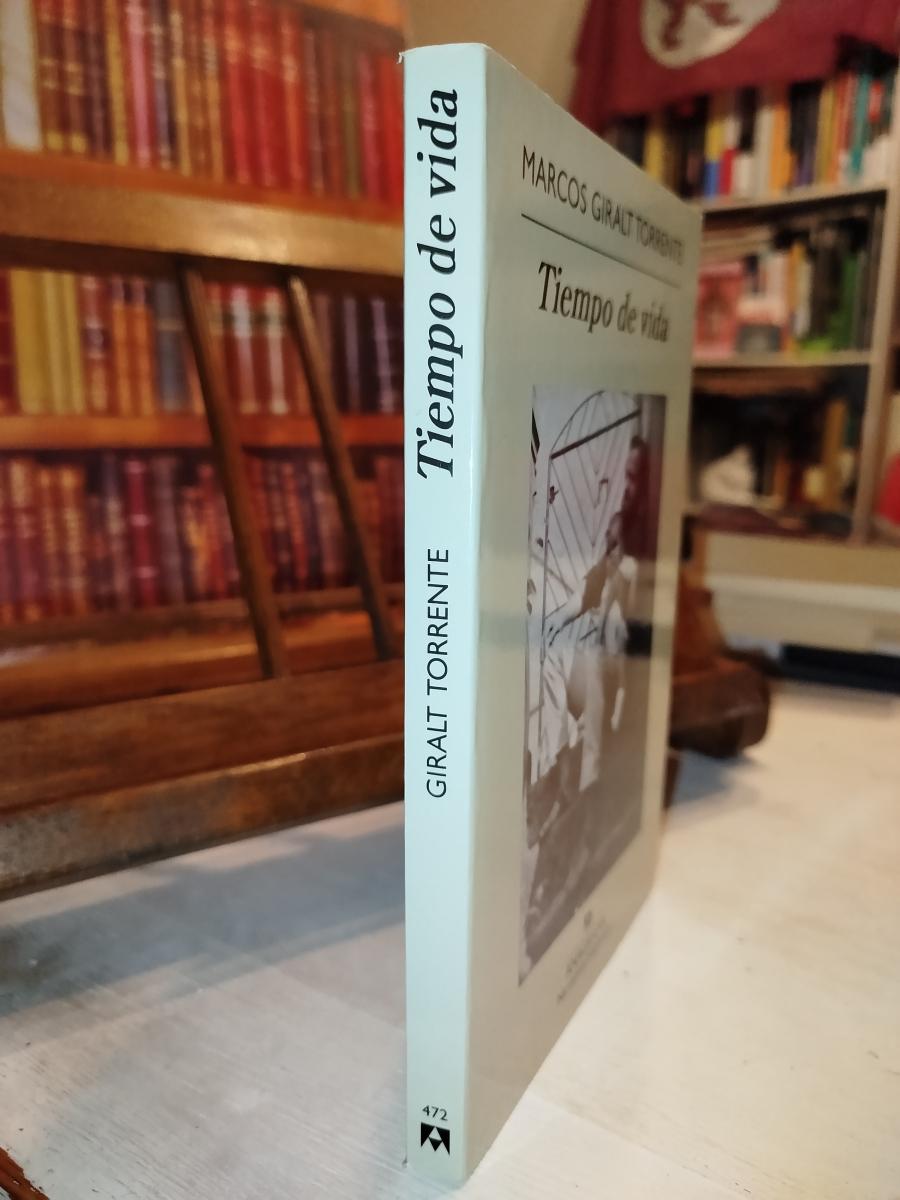 Tiempo de vida
GIRALT TORRENTE
472
MARCOS GIRALT TORRENTE
Tiempo de vida